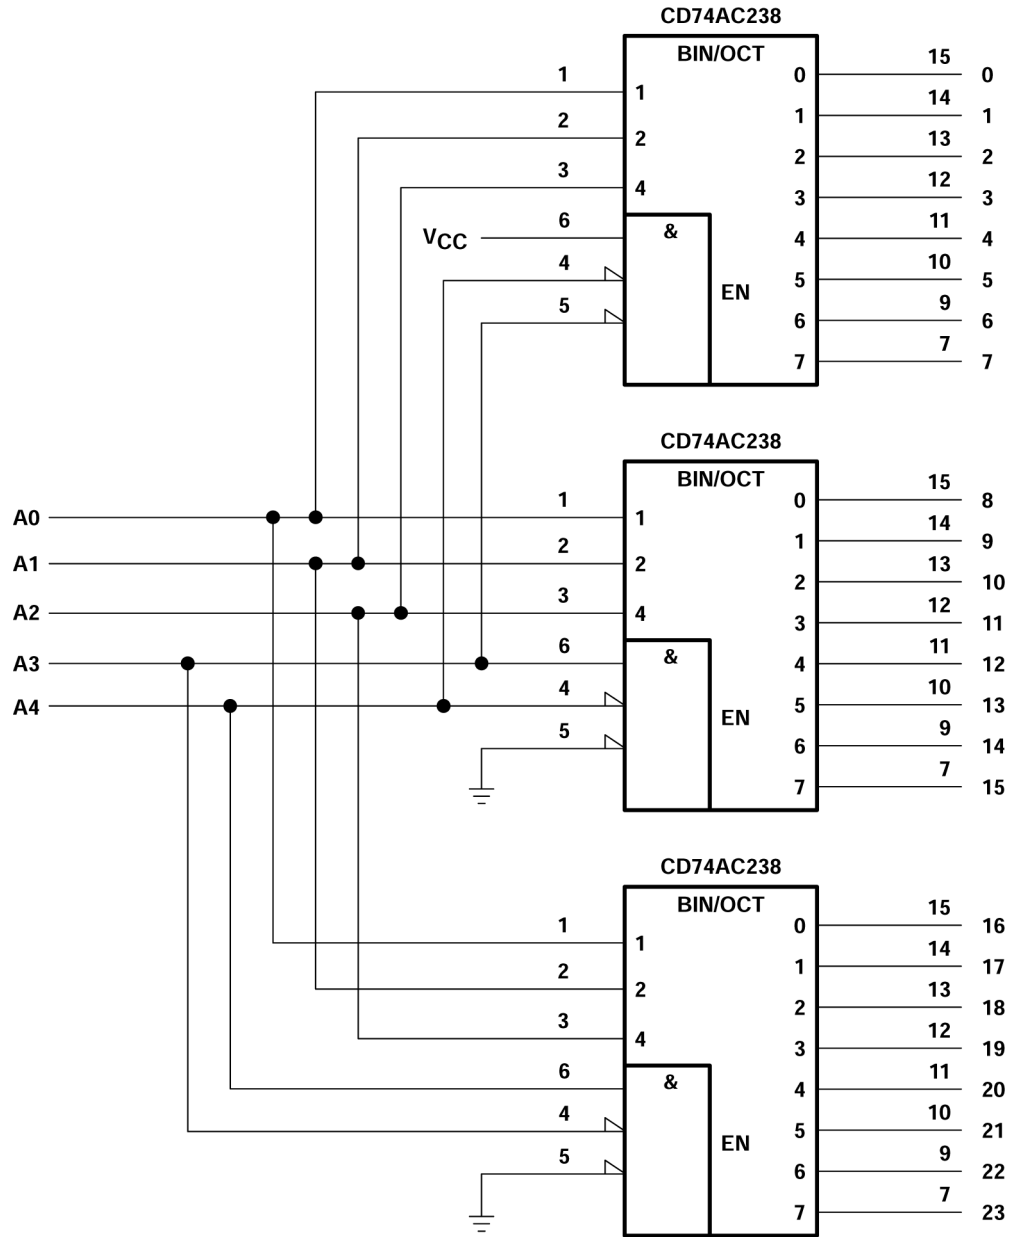 CD74AC238
BIN/OCT
1 1 0 15 0
2 2 1 14 1
3 4 2 13 2
VCC 6 & 3 12 3
4 EN 4 11 4
5 5 10 5
6 9 6
7 7 7
CD74AC238
BIN/OCT
A0 1 1 0 15 8
A1 2 2 1 14 9
A2 3 4 2 13 10
A3 6 & 3 12 11
A4 4 EN 4 11 12
5 5 10 13
6 9 14
7 7 15
CD74AC238
BIN/OCT
1 1 0 15 16
2 2 1 14 17
3 4 2 13 18
6 & 3 12 19
4 EN 4 11 20
5 5 10 21
6 9 22
7 7 23